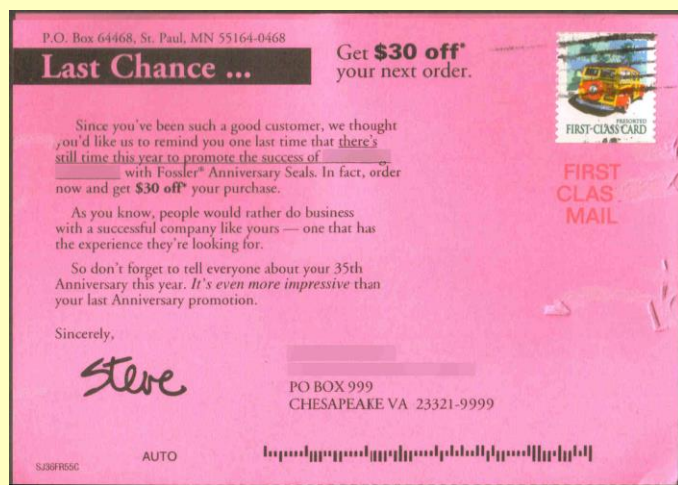 P.O. Box 64468, St. Paul, MN 55164-0468
Last Chance ...
Get $30 off*
your next order.
PRESORTED
FIRST-CLASS CARD
FIRST
CLAS
MAIL
Since you've been such a good customer, we thought
you'd like us to remind you one last time that there's
still time this year to promote the success of
with Fossler® Anniversary Seals. In fact, order
now and get $30 off* your purchase.
As you know, people would rather do business
with a successful company like yours — one that has
the experience they're looking for.
So don't forget to tell everyone about your 35th
Anniversary this year. It's even more impressive than
your last Anniversary promotion.
Sincerely,
Steve
PO BOX 999
CHESAPEAKE VA 23321-9999
AUTO
SJ36FR55C